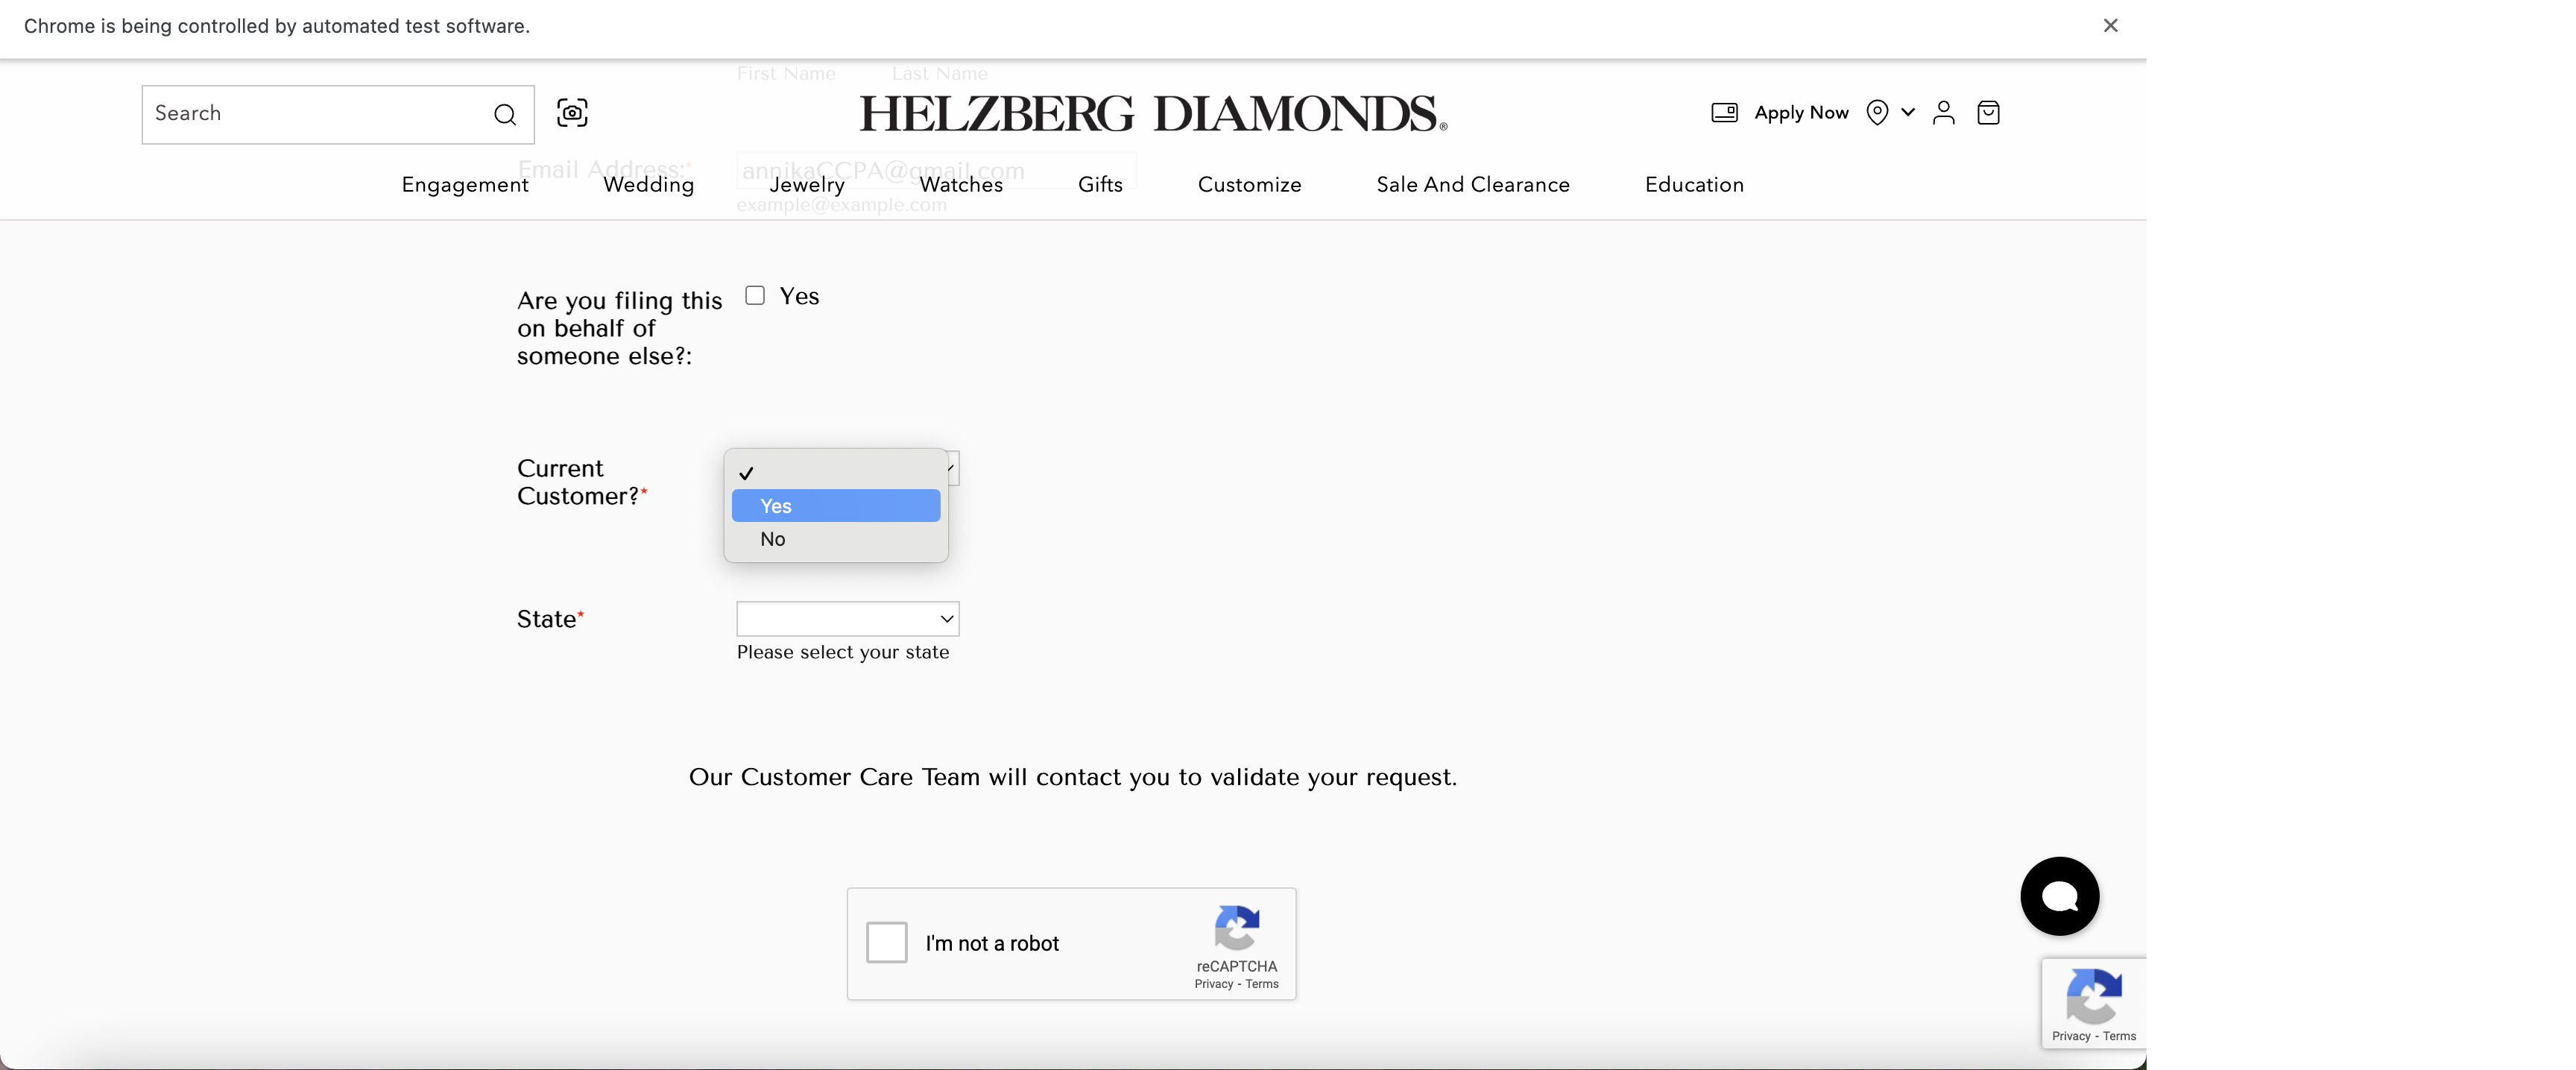 Chrome is being controlled by automated test software.
First Name Last Name
Search
HELZBERG DIAMONDS®
Apply Now
Email Address:*
annikaCCPA@gmail.com
Engagement Wedding Jewelry Watches Gifts Customize Sale And Clearance Education
example@example.com
Are you filing this
on behalf of
someone else?:
Yes
Current
Customer?*
Yes
No
State*
Please select your state
Our Customer Care Team will contact you to validate your request.
I'm not a robot
reCAPTCHA
Privacy - Terms
Privacy - Terms